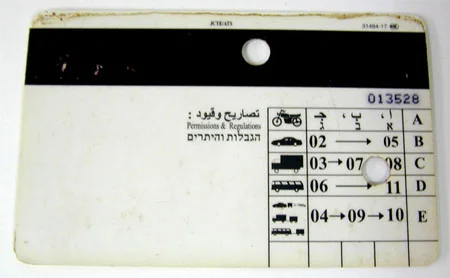 JCTE/ATS 31484-17
013528
تصاريح وقيود :
Permissions & Regulations
הגבלות והיתרים
ج ب، ا، A
ג ב א
02 05 B
03 07 08 C
06 11 D
04 09 10 E